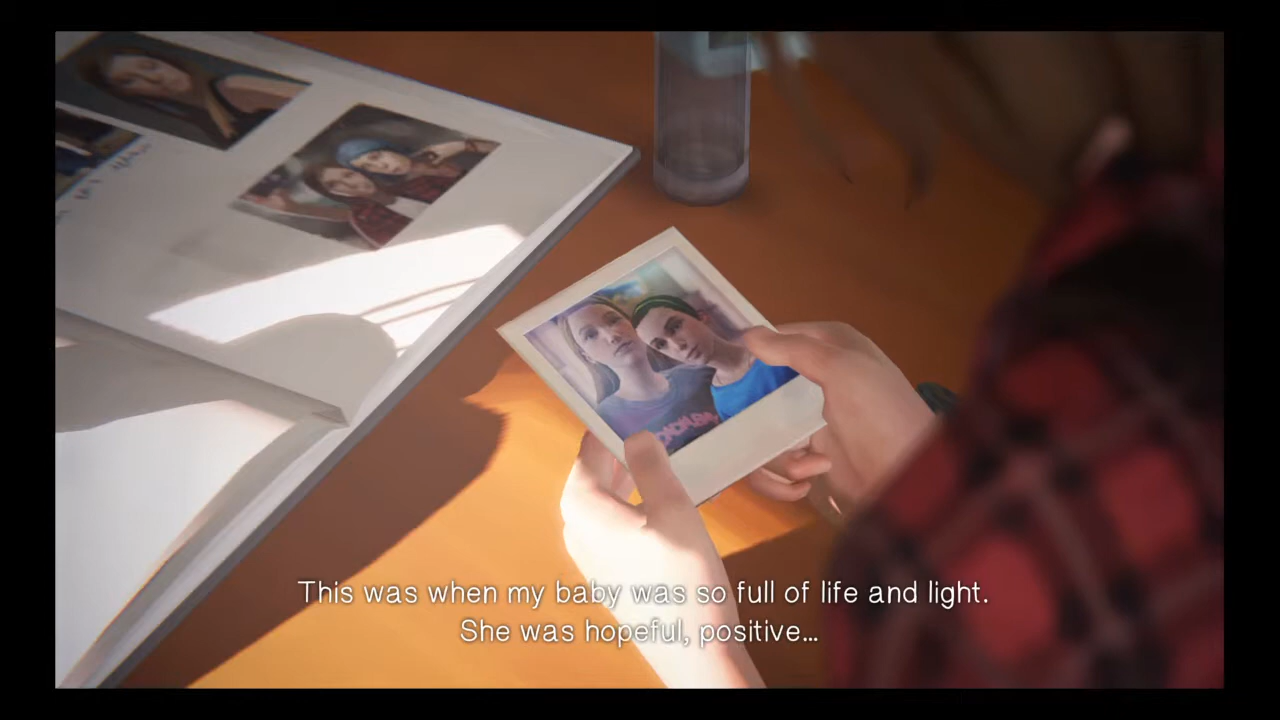 This was when my baby was so full of life and light.
She was hopeful, positive...